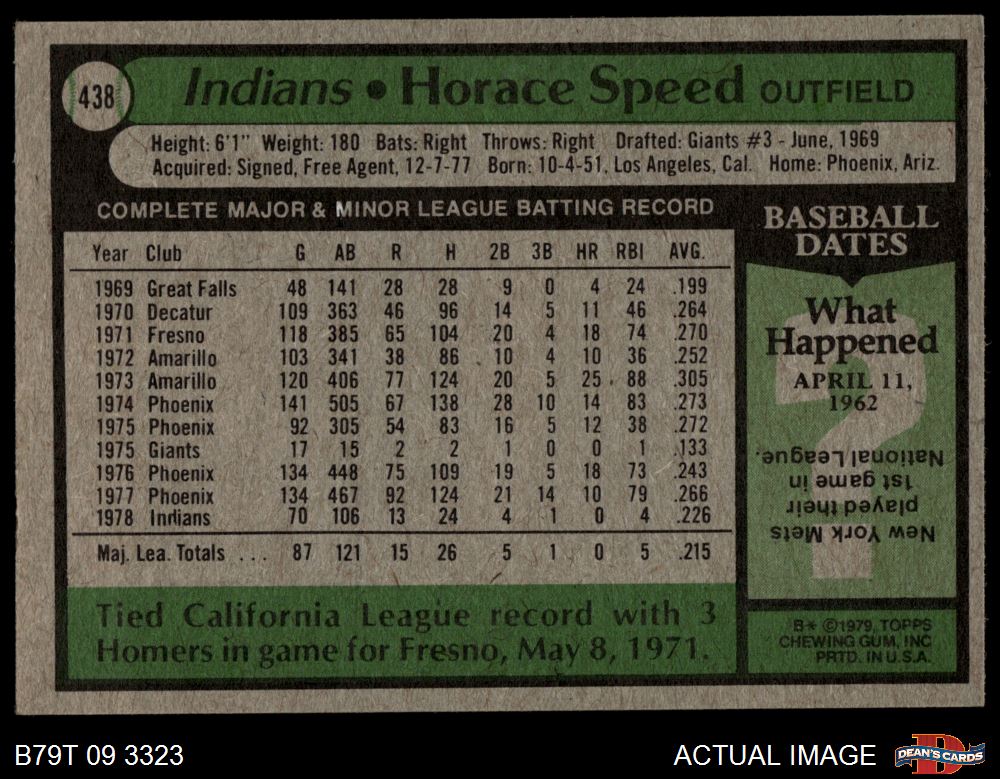 438
Indians • Horace Speed OUTFIELD
Height: 6'1" Weight: 180 Bats: Right Throws: Right Drafted: Giants #3 - June, 1969
Acquired: Signed, Free Agent, 12-7-77 Born: 10-4-51, Los Angeles, Cal. Home: Phoenix, Ariz.
COMPLETE MAJOR & MINOR LEAGUE BATTING RECORD
Year Club G AB R H 2B 3B HR RBI AVG.
1969 Great Falls 48 141 28 28 9 0 4 24 .199
1970 Decatur 109 363 46 96 14 5 11 46 .264
1971 Fresno 118 385 65 104 20 4 18 74 .270
1972 Amarillo 103 341 38 86 10 4 10 36 .252
1973 Amarillo 120 406 77 124 20 5 25 88 .305
1974 Phoenix 141 505 67 138 28 10 14 83 .273
1975 Phoenix 92 305 54 83 16 5 12 38 .272
1975 Giants 17 15 2 2 1 0 0 1 .133
1976 Phoenix 134 448 75 109 19 5 18 73 .243
1977 Phoenix 134 467 92 124 21 14 10 79 .266
1978 Indians 70 106 13 24 4 1 0 4 .226
Maj. Lea. Totals ... 87 121 15 26 5 1 0 5 .215
Tied California League record with 3
Homers in game for Fresno, May 8, 1971.
BASEBALL
DATES
What
Happened
APRIL 11,
1962
New York Mets
played their
1st game in
National League.
B* ©1979, TOPPS
CHEWING GUM, INC
PRTD. IN U.S.A.
B79T 09 3323
ACTUAL IMAGE
D
DEAN'S CARDS